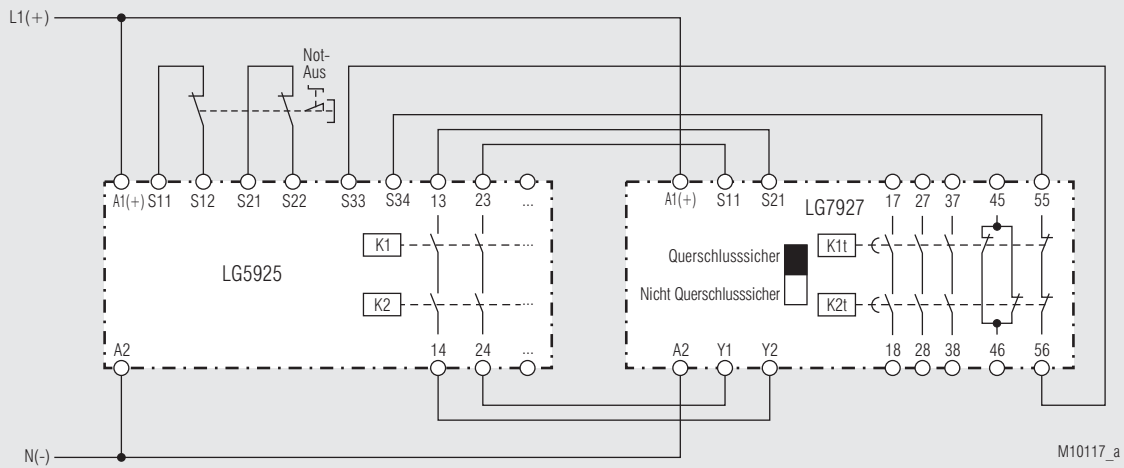 L1(+)
Not-
Aus
A1(+) S11 S12 S21 S22 S33 S34 13 23 ...
A1(+) S11 S21 LG7927 17 27 37 45 55
K1 ...
Querschlusssicher K1t
LG5925
Nicht Querschlusssicher
K2 ...
K2t
A2 14 24 ...
A2 Y1 Y2 18 28 38 46 56
N(-)
M10117_a